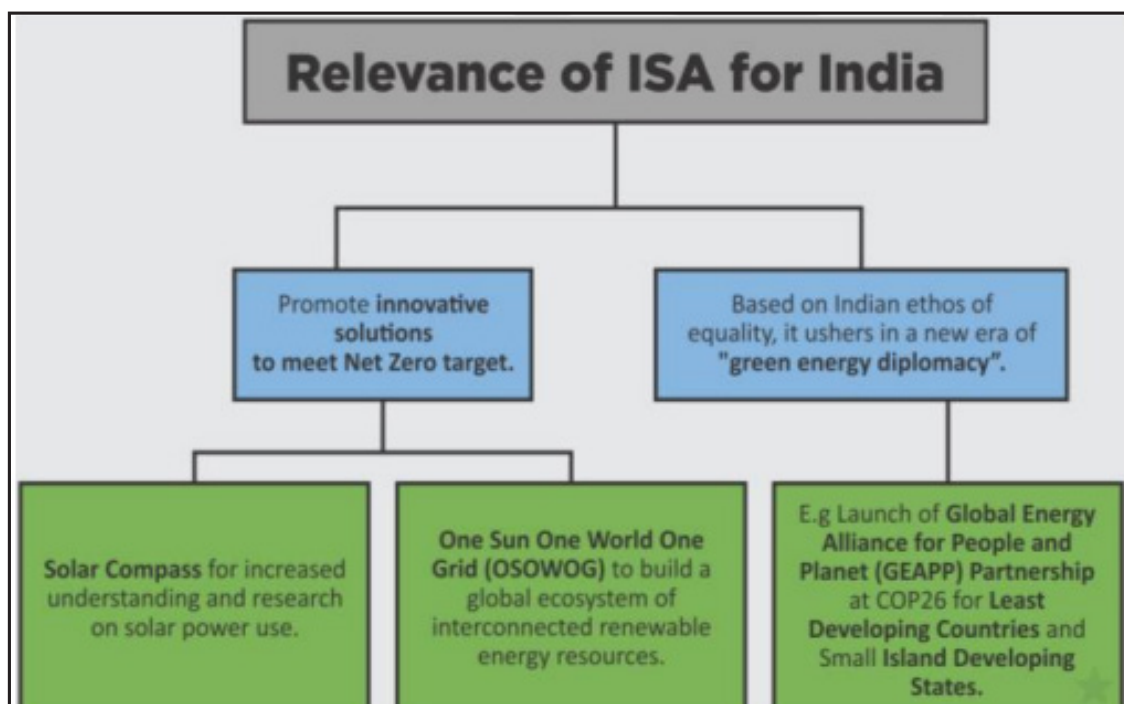 Relevance of ISA for India
Promote innovative
solutions
to meet Net Zero target.
Based on Indian ethos of
equality, it ushers in a new era of
"green energy diplomacy”.
Solar Compass for increased
understanding and research
on solar power use.
One Sun One World One
Grid (OSOWOG) to build a
global ecosystem of
interconnected renewable
energy resources.
E.g Launch of Global Energy
Alliance for People and
Planet (GEAPP) Partnership
at COP26 for Least
Developing Countries and
Small Island Developing
States.